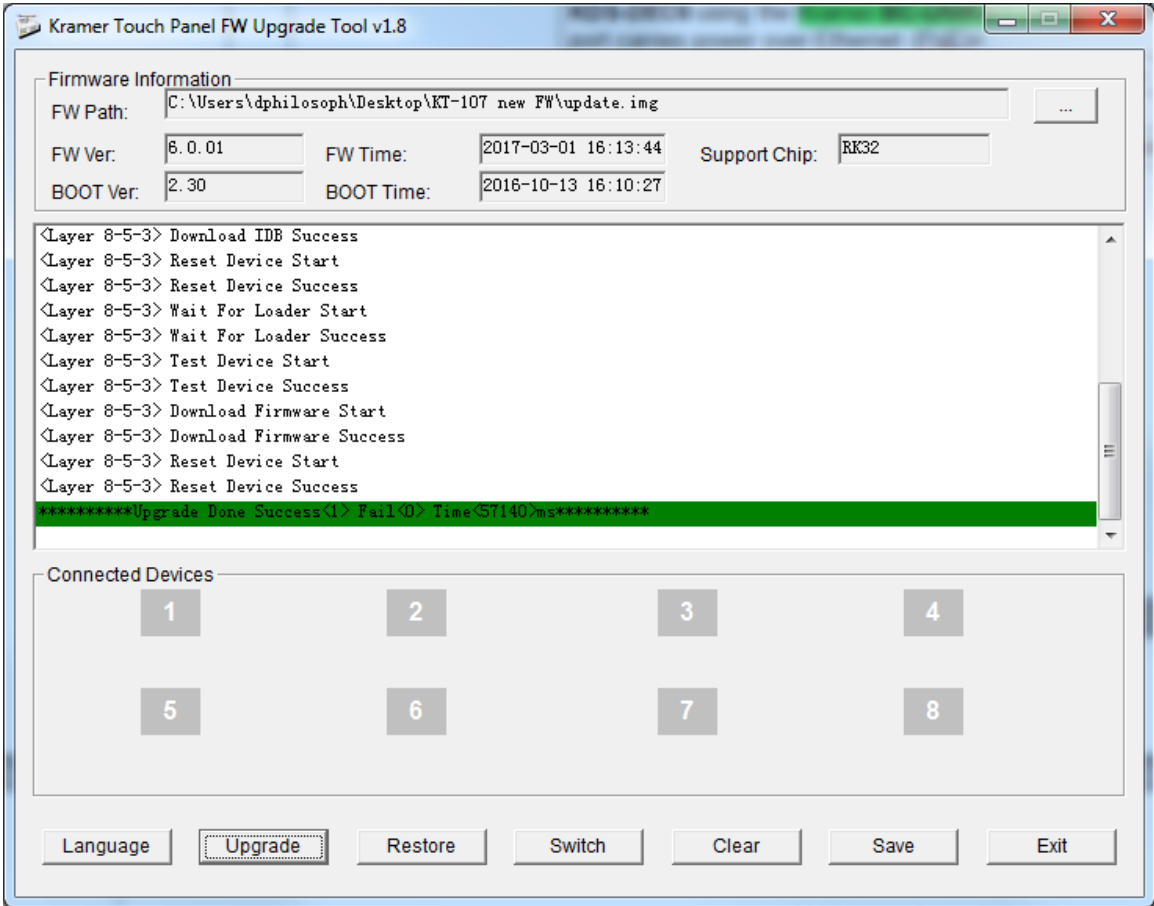 Kramer Touch Panel FW Upgrade Tool v1.8
Firmware Information
FW Path: C:\Users\dphilosoph\Desktop\KT-107 new FW\update.img ...
FW Ver: 6.0.01 FW Time: 2017-03-01 16:13:44 Support Chip: RK32
BOOT Ver: 2.30 BOOT Time: 2016-10-13 16:10:27
<Layer 8-5-3> Download IDB Success
<Layer 8-5-3> Reset Device Start
<Layer 8-5-3> Reset Device Success
<Layer 8-5-3> Wait For Loader Start
<Layer 8-5-3> Wait For Loader Success
<Layer 8-5-3> Test Device Start
<Layer 8-5-3> Test Device Success
<Layer 8-5-3> Download Firmware Start
<Layer 8-5-3> Download Firmware Success
<Layer 8-5-3> Reset Device Start
<Layer 8-5-3> Reset Device Success
**********Upgrade Done Success<1> Fail<0> Time<57140>ms**********
Connected Devices
1 2 3 4
5 6 7 8
Language Upgrade Restore Switch Clear Save Exit